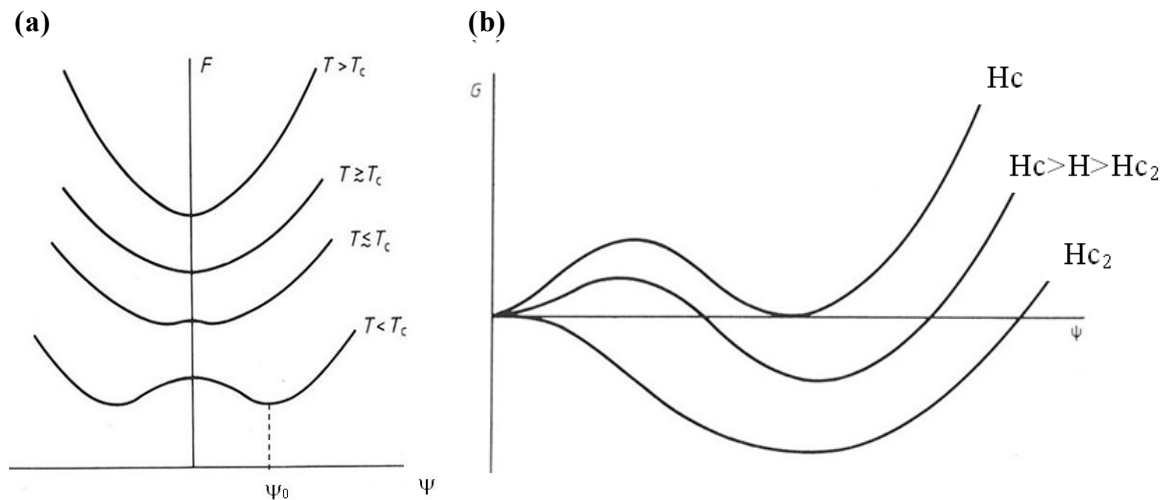 (a)
F
T > Tc
T ≳ Tc
T ≲ Tc
T < Tc
Ψ0
Ψ
(b)
G
Hc
Hc>H>Hc2
Hc2
Ψ